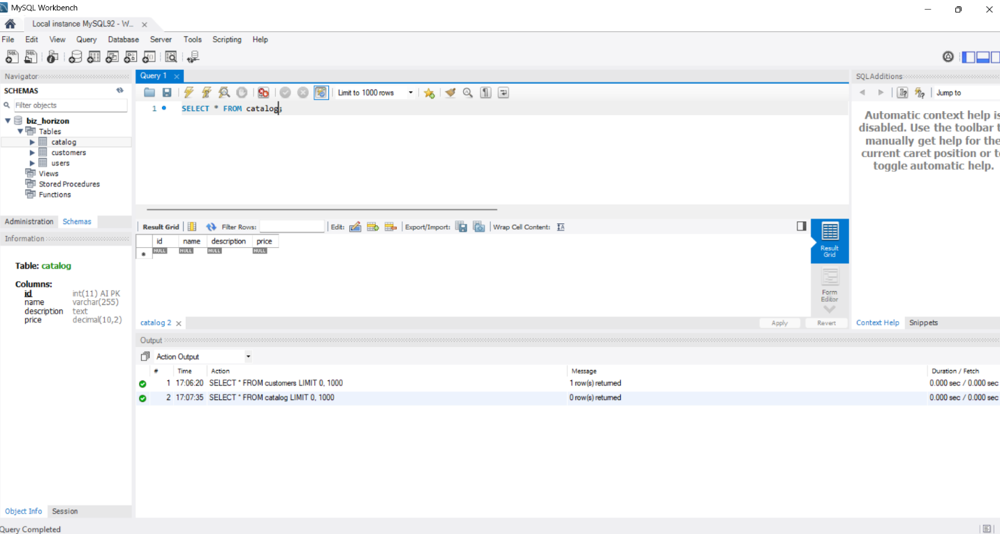 MySQL Workbench
Local instance MySQL92 - W...
File Edit View Query Database Server Tools Scripting Help
Navigator
SCHEMAS
Filter objects
biz_horizon
Tables
catalog
customers
users
Views
Stored Procedures
Functions
Administration Schemas
Information
Table: catalog
Columns:
id int(11) AI PK
name varchar(255)
description text
price decimal(10,2)
Object Info Session
Query Completed
Query 1
Limit to 1000 rows
1 SELECT * FROM catalog;
Result Grid Filter Rows: Edit: Export/Import: Wrap Cell Content:
id name description price
NULL NULL NULL NULL
Result
Grid
Form
Editor
catalog 2 Apply Revert
Output
Action Output
# Time Action Message Duration / Fetch
1 17:06:20 SELECT * FROM customers LIMIT 0, 1000 1 row(s) returned 0.000 sec / 0.000 sec
2 17:07:35 SELECT * FROM catalog LIMIT 0, 1000 0 row(s) returned 0.000 sec / 0.000 sec
SQLAdditions
Jump to
Automatic context help is
disabled. Use the toolbar t
manually get help for the
current caret position or to
toggle automatic help.
Context Help Snippets